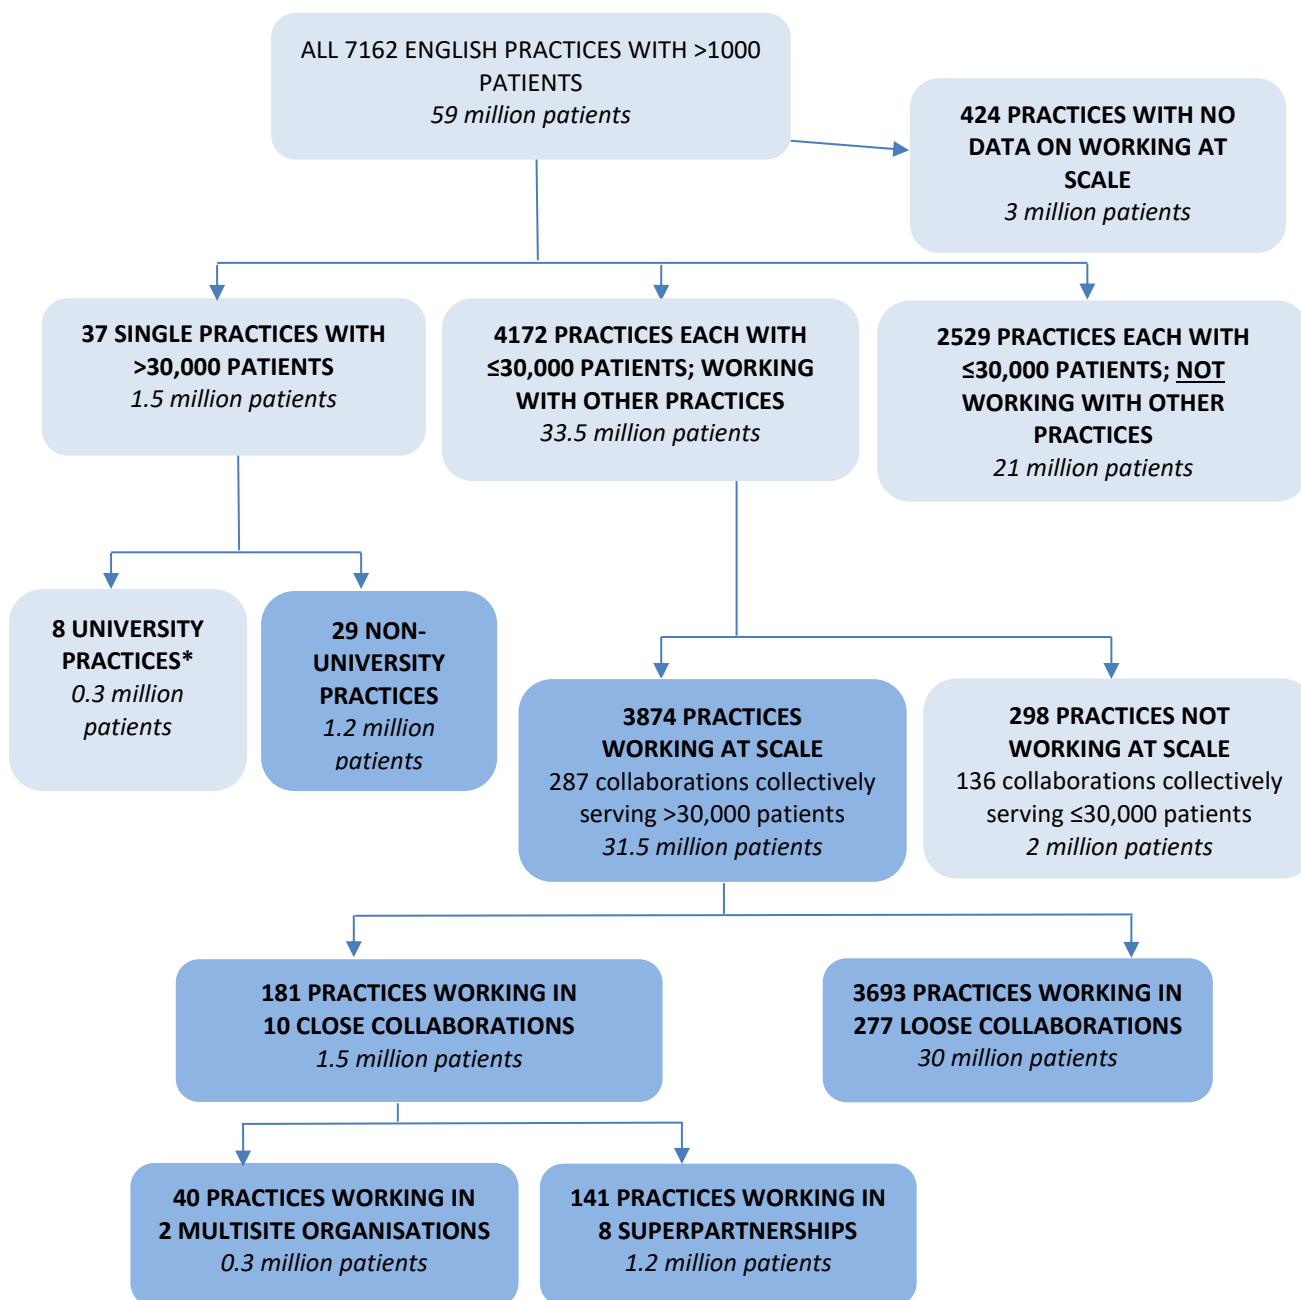 ALL 7162 ENGLISH PRACTICES WITH >1000
PATIENTS
59 million patients
424 PRACTICES WITH NO
DATA ON WORKING AT
SCALE
3 million patients
37 SINGLE PRACTICES WITH
>30,000 PATIENTS
1.5 million patients
4172 PRACTICES EACH WITH
≤30,000 PATIENTS; WORKING
WITH OTHER PRACTICES
33.5 million patients
2529 PRACTICES EACH WITH
≤30,000 PATIENTS; NOT
WORKING WITH OTHER
PRACTICES
21 million patients
8 UNIVERSITY
PRACTICES*
0.3 million
patients
29 NON-
UNIVERSITY
PRACTICES
1.2 million
patients
3874 PRACTICES
WORKING AT SCALE
287 collaborations collectively
serving >30,000 patients
31.5 million patients
298 PRACTICES NOT
WORKING AT SCALE
136 collaborations collectively
serving ≤30,000 patients
2 million patients
181 PRACTICES WORKING IN
10 CLOSE COLLABORATIONS
1.5 million patients
3693 PRACTICES WORKING IN
277 LOOSE COLLABORATIONS
30 million patients
40 PRACTICES WORKING IN
2 MULTISITE ORGANISATIONS
0.3 million patients
141 PRACTICES WORKING IN
8 SUPERPARTNERSHIPS
1.2 million patients